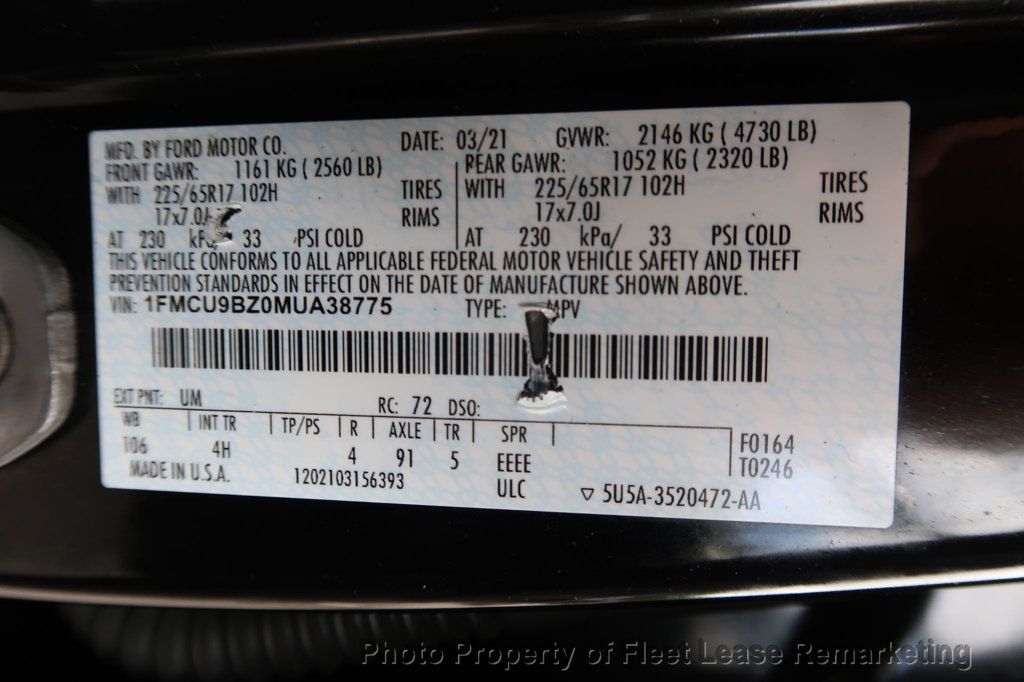 MFD. BY FORD MOTOR CO. DATE: 03/21 GVWR: 2146 KG ( 4730 LB)
FRONT GAWR: 1161 KG ( 2560 LB) REAR GAWR: 1052 KG ( 2320 LB)
WITH 225/65R17 102H TIRES WITH 225/65R17 102H TIRES
17x7.0J RIMS 17x7.0J RIMS
AT 230 kPa/ 33 PSI COLD AT 230 kPa/ 33 PSI COLD
THIS VEHICLE CONFORMS TO ALL APPLICABLE FEDERAL MOTOR VEHICLE SAFETY AND THEFT
PREVENTION STANDARDS IN EFFECT ON THE DATE OF MANUFACTURE SHOWN ABOVE.
VIN: 1FMCU9BZ0MUA38775 TYPE: MPV
EXT PNT: UM RC: 72 DSO:
WB INT TR TP/PS R AXLE TR SPR F0164
106 4H 4 91 5 EEEE T0246
MADE IN U.S.A. 1202103156393 ULC ▽ 5U5A-3520472-AA
Photo Property of Fleet Lease Remarketing